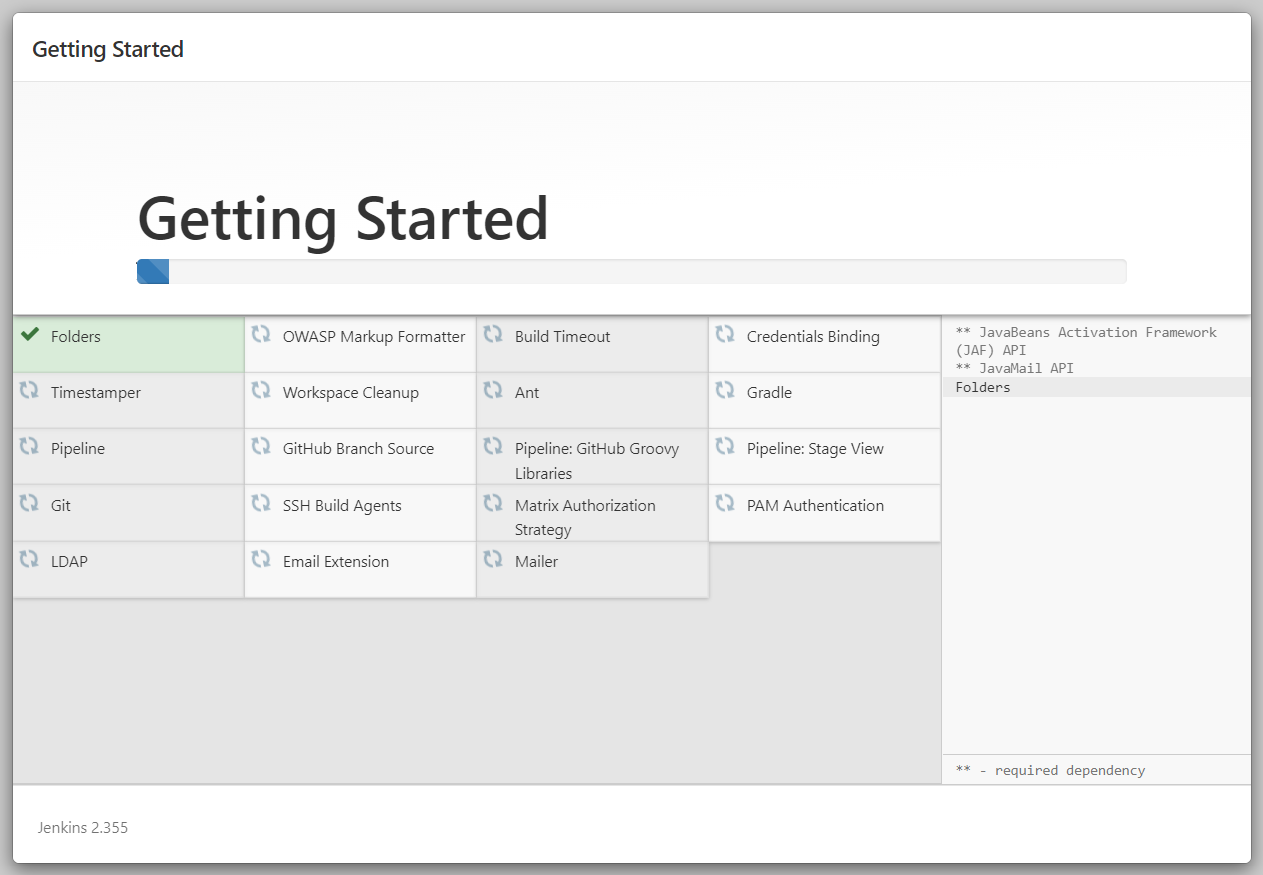 Getting Started
Getting Started
Folders
OWASP Markup Formatter
Build Timeout
Credentials Binding
Timestamper
Workspace Cleanup
Ant
Gradle
Pipeline
GitHub Branch Source
Pipeline: GitHub Groovy
Libraries
Pipeline: Stage View
Git
SSH Build Agents
Matrix Authorization
Strategy
PAM Authentication
LDAP
Email Extension
Mailer
** JavaBeans Activation Framework
(JAF) API
** JavaMail API
Folders
** - required dependency
Jenkins 2.355